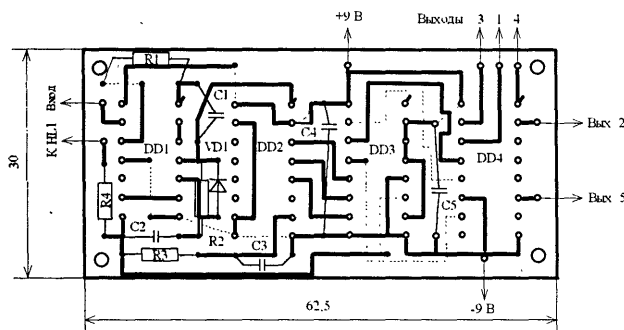 +9 В
Выходы 3 1 4
R1
C1
Вход
К HL1
C4
Вых 2
DD1
VD1
DD2
DD3
DD4
30
R4
C5
Вых 5
C2
R2
R3
C3
-9 В
62,5